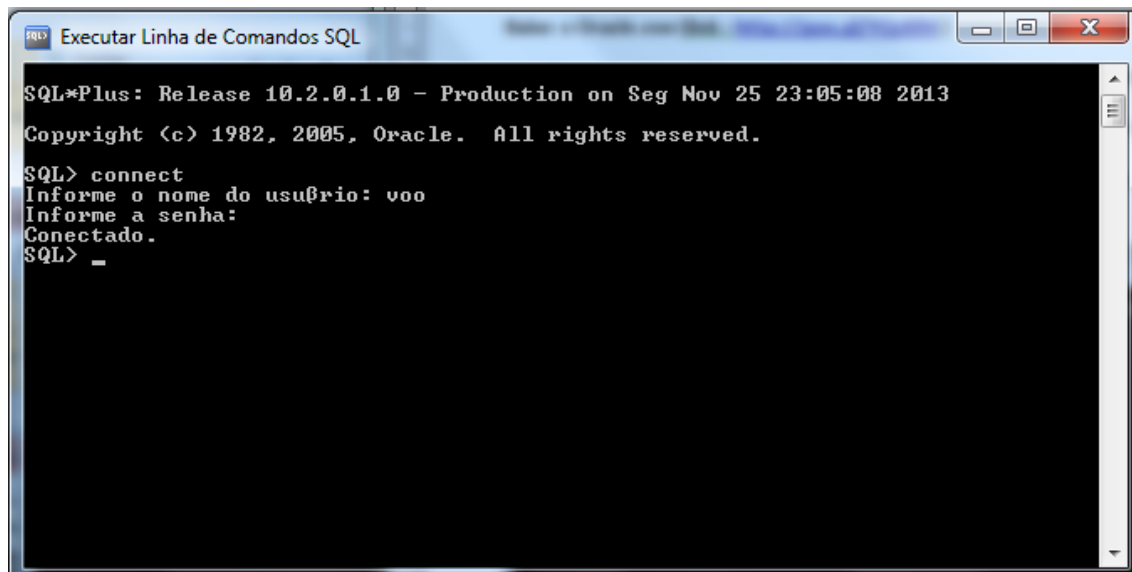 Executar Linha de Comandos SQL
SQL*Plus: Release 10.2.0.1.0 - Production on Seg Nov 25 23:05:08 2013
Copyright (c) 1982, 2005, Oracle.  All rights reserved.
SQL> connect
Informe o nome do usuβrio: voo
Informe a senha:
Conectado.
SQL> _